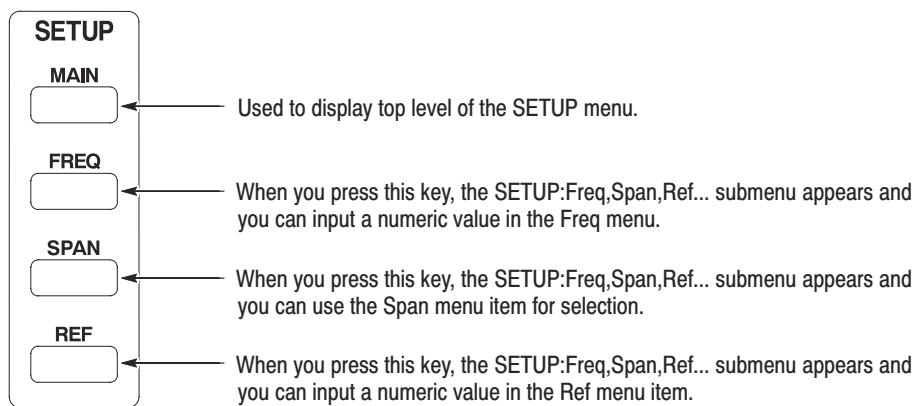 SETUP
MAIN
Used to display top level of the SETUP menu.
FREQ
When you press this key, the SETUP:Freq,Span,Ref... submenu appears and
you can input a numeric value in the Freq menu.
SPAN
When you press this key, the SETUP:Freq,Span,Ref... submenu appears and
you can use the Span menu item for selection.
REF
When you press this key, the SETUP:Freq,Span,Ref... submenu appears and
you can input a numeric value in the Ref menu item.